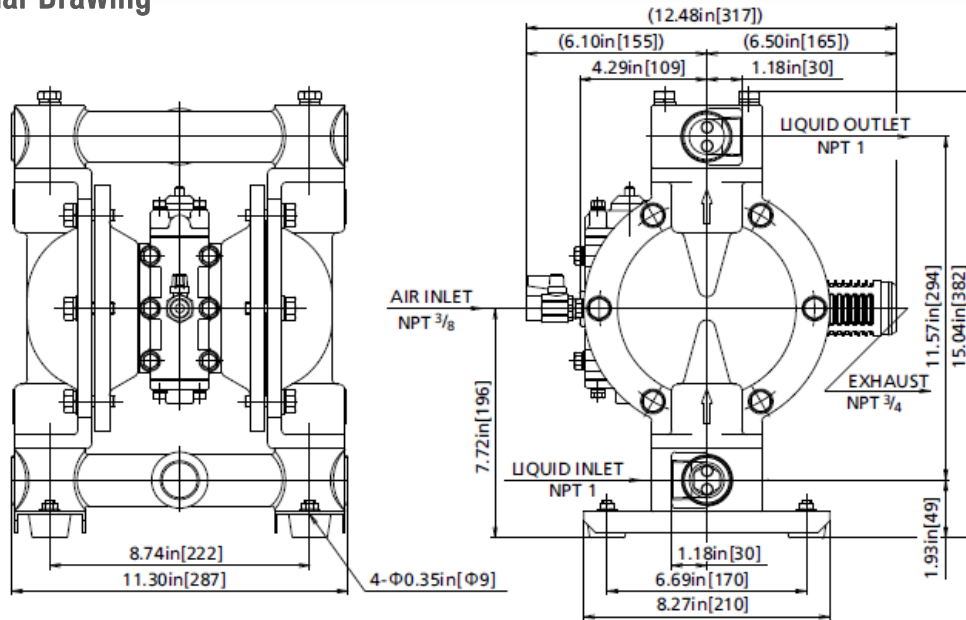 Drawing
(12.48in[317])
(6.10in[155])
(6.50in[165])
4.29in[109]
1.18in[30]
LIQUID OUTLET
NPT 1
AIR INLET
NPT 3/8
11.57in[294]
15.04in[382]
EXHAUST
NPT 3/4
7.72in[196]
LIQUID INLET
NPT 1
1.93in[49]
8.74in[222]
1.18in[30]
11.30in[287]
4-Φ0.35in[Φ9]
6.69in[170]
8.27in[210]